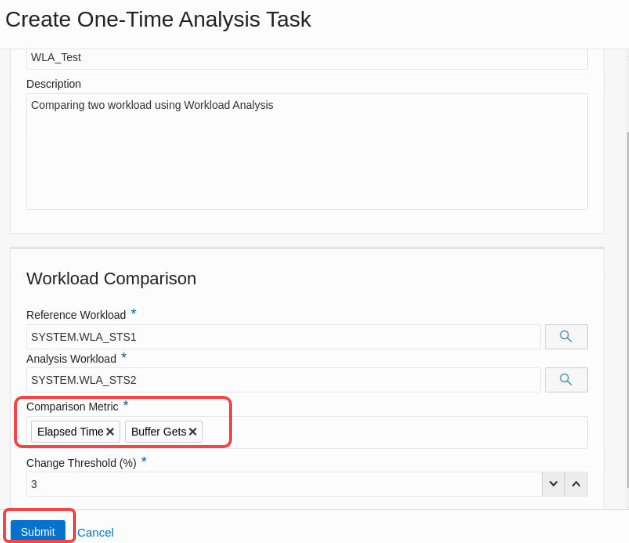 Create One-Time Analysis Task
WLA_Test
Description
Comparing two workload using Workload Analysis
Workload Comparison
Reference Workload *
SYSTEM.WLA_STS1
Analysis Workload *
SYSTEM.WLA_STS2
Comparison Metric *
Elapsed Time Buffer Gets
Change Threshold (%) *
3
Submit Cancel